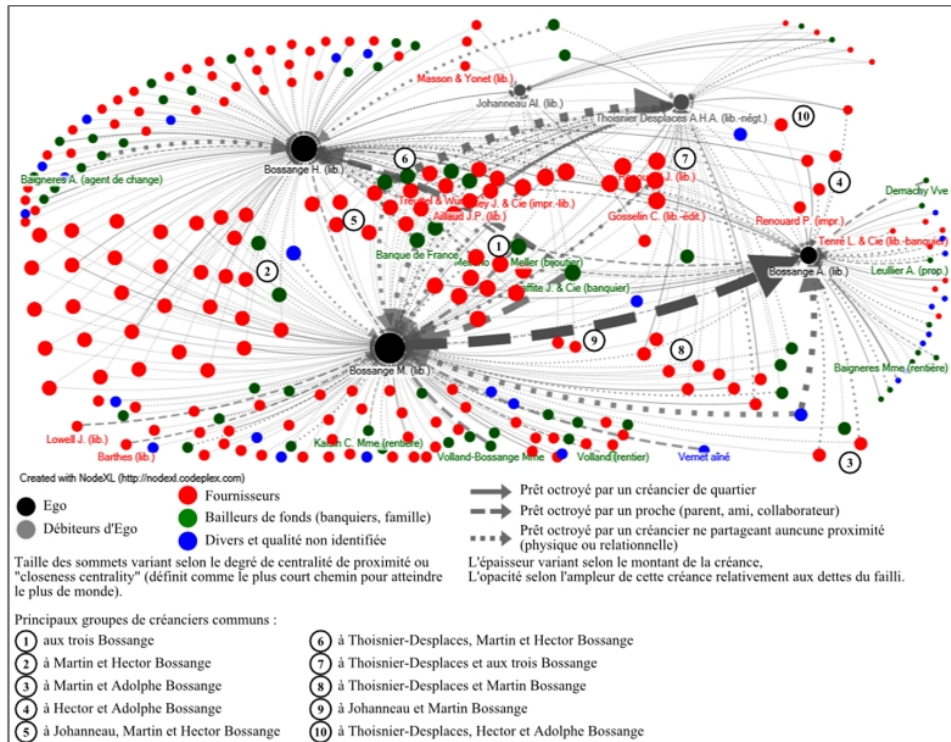 Masson & Yonet (lib.)
Johanneau Al. (lib.)
Thoisnier Desplaces A.H.A. (lib.-négt.)
10
6
7
Baigneres A. (agent de change)
Bossange H. (lib.)
4
Demachy Vve
5
Aillaud J.P. (lib.)
Gosselin C. (lib.-édit.)
Renouard P. (impr.)
Tenré L. & Cie (lib.-banquier)
1
Banque de France
Meller (bijoutier)
2
Bossange A. (lib.)
Leullier A. (prop.)
Laffite J. & Cie (banquier)
9
8
Bossange M. (lib.)
Baigneres Mme (rentière)
Lowell J. (lib.)
Barthes (lib.)
Mme (rentière)
Volland-Bossange Mme
Volland (rentier)
Vernet aîné
3
Created with NodeXL (http://nodexl.codeplex.com)
Ego
Débiteurs d'Ego
Fournisseurs
Bailleurs de fonds (banquiers, famille)
Divers et qualité non identifiée
Prêt octroyé par un créancier de quartier
Prêt octroyé par un proche (parent, ami, collaborateur)
Prêt octroyé par un créancier ne partageant aucune proximité
(physique ou relationnelle)
Taille des sommets variant selon le degré de centralité de proximité ou
"closeness centrality" (définit comme le plus court chemin pour atteindre
le plus de monde).
L'épaisseur variant selon le montant de la créance,
L'opacité selon l'ampleur de cette créance relativement aux dettes du failli.
Principaux groupes de créanciers communs :
1 aux trois Bossange
2 à Martin et Hector Bossange
3 à Martin et Adolphe Bossange
4 à Hector et Adolphe Bossange
5 à Johanneau, Martin et Hector Bossange
6 à Thoisnier-Desplaces, Martin et Hector Bossange
7 à Thoisnier-Desplaces et aux trois Bossange
8 à Thoisnier-Desplaces et Martin Bossange
9 à Johanneau et Martin Bossange
10 à Thoisnier-Desplaces, Hector et Adolphe Bossange